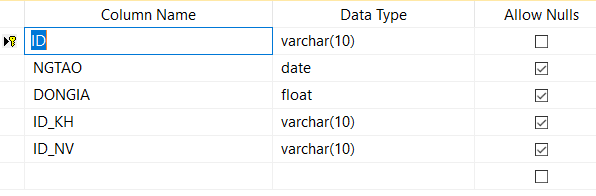 Column Name Data Type Allow Nulls
ID varchar(10)
NGTAO date
DONGIA float
ID_KH varchar(10)
ID_NV varchar(10)